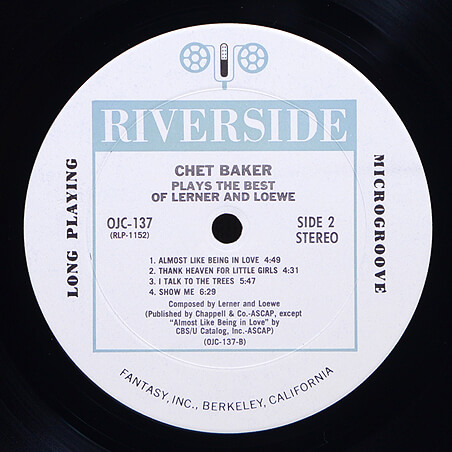 RIVERSIDE
CHET BAKER
PLAYS THE BEST
OF LERNER AND LOEWE
LONG PLAYING
MICROGROOVE
OJC-137
(RLP-1152)
SIDE 2
STEREO
1. ALMOST LIKE BEING IN LOVE 4:49
2. THANK HEAVEN FOR LITTLE GIRLS 4:31
3. I TALK TO THE TREES 5:47
4. SHOW ME 6:29
Composed by Lerner and Loewe
(Published by Chappell & Co.-ASCAP, except
"Almost Like Being in Love" by
CBS/U Catalog, Inc.-ASCAP)
(OJC-137-B)
FANTASY, INC., BERKELEY, CALIFORNIA